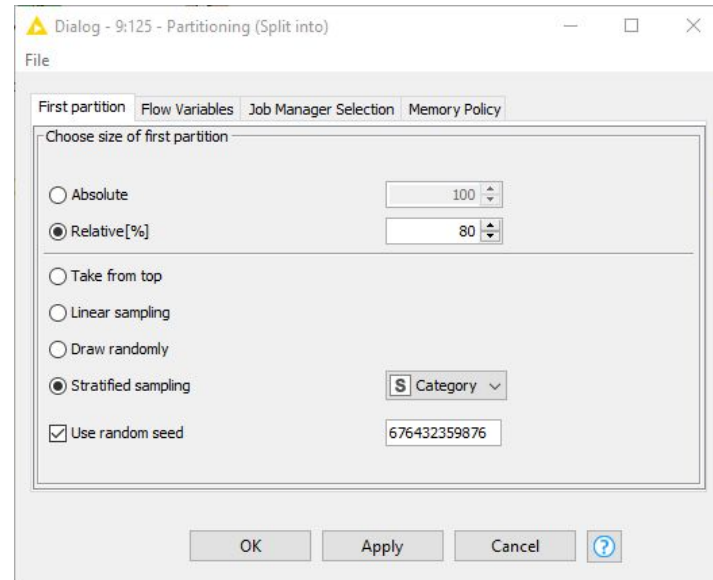 Dialog - 9:125 - Partitioning (Split into)
File
First partition Flow Variables Job Manager Selection Memory Policy
Choose size of first partition
Absolute 100
Relative[%] 80
Take from top
Linear sampling
Draw randomly
Stratified sampling S Category
Use random seed 676432359876
OK Apply Cancel ?